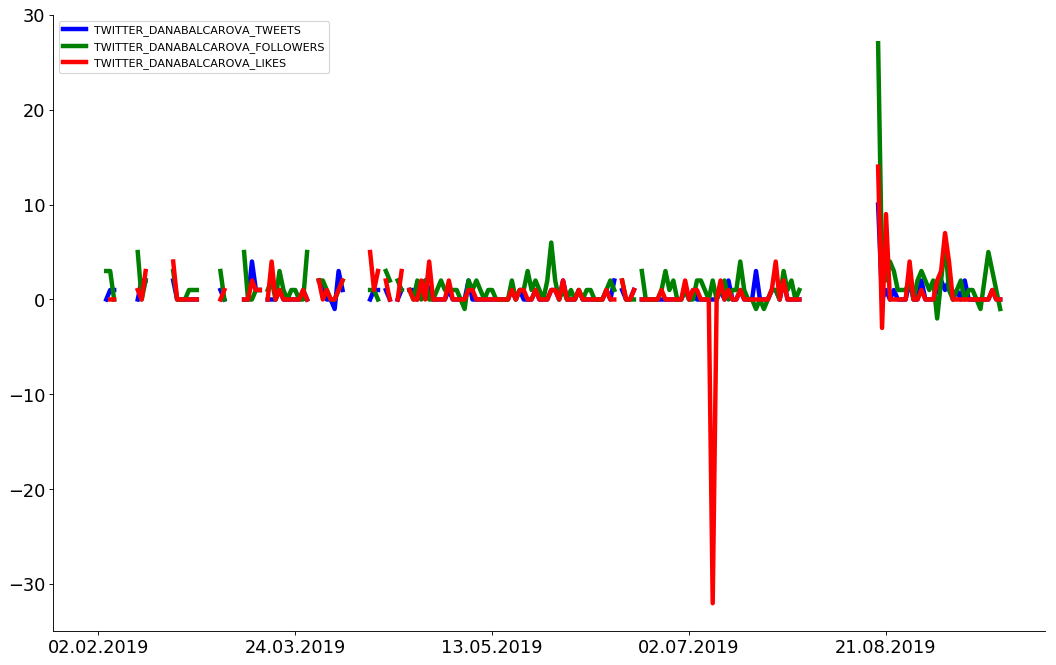 30
20
10
0
−10
−20
−30
TWITTER_DANABALCAROVA_TWEETS
TWITTER_DANABALCAROVA_FOLLOWERS
TWITTER_DANABALCAROVA_LIKES
02.02.2019 24.03.2019 13.05.2019 02.07.2019 21.08.2019